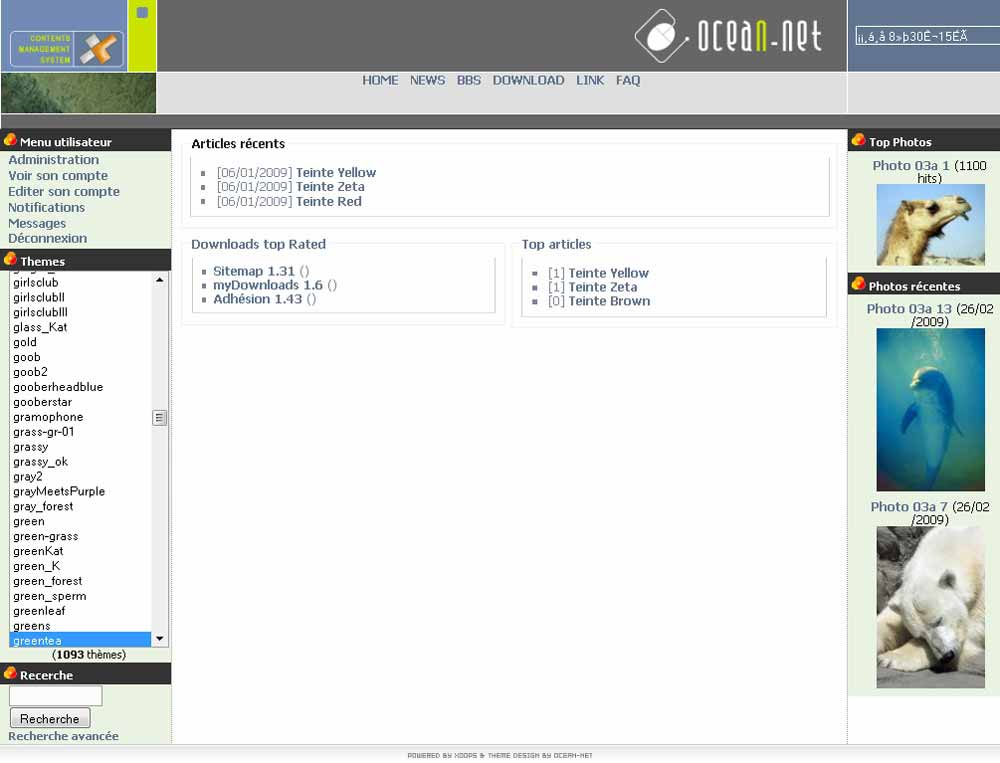 CONTENTS
MANAGEMENT
SYSTEM
ocean-net
HOME NEWS BBS DOWNLOAD LINK FAQ
Menu utilisateur
Administration
Voir son compte
Editer son compte
Notifications
Messages
Déconnexion
Themes
girlsclub
girlsclubII
girlsclubIII
glass_Kat
gold
goob
goob2
gooberheadblue
gooberstar
gramophone
grass-gr-01
grassy
grassy_ok
gray2
grayMeetsPurple
gray_forest
green
green-grass
greenKat
green_K
green_forest
green_sperm
greenleaf
greens
greentea
(1093 thèmes)
Recerche
Recherche
Recherche avancée
Articles récents
[06/01/2009] Teinte Yellow
[06/01/2009] Teinte Zeta
[06/01/2009] Teinte Red
Downloads top Rated
Sitemap 1.31 ()
myDownloads 1.6 ()
Adhésion 1.43 ()
Top articles
[1] Teinte Yellow
[1] Teinte Zeta
[0] Teinte Brown
Top Photos
Photo 03a 1 (1100
hits)
Photos récentes
Photo 03a 13 (26/02
/2009)
Photo 03a 7 (26/02
/2009)
POWERED BY XOOPS & THEME DESIGN BY OCEAN-NET